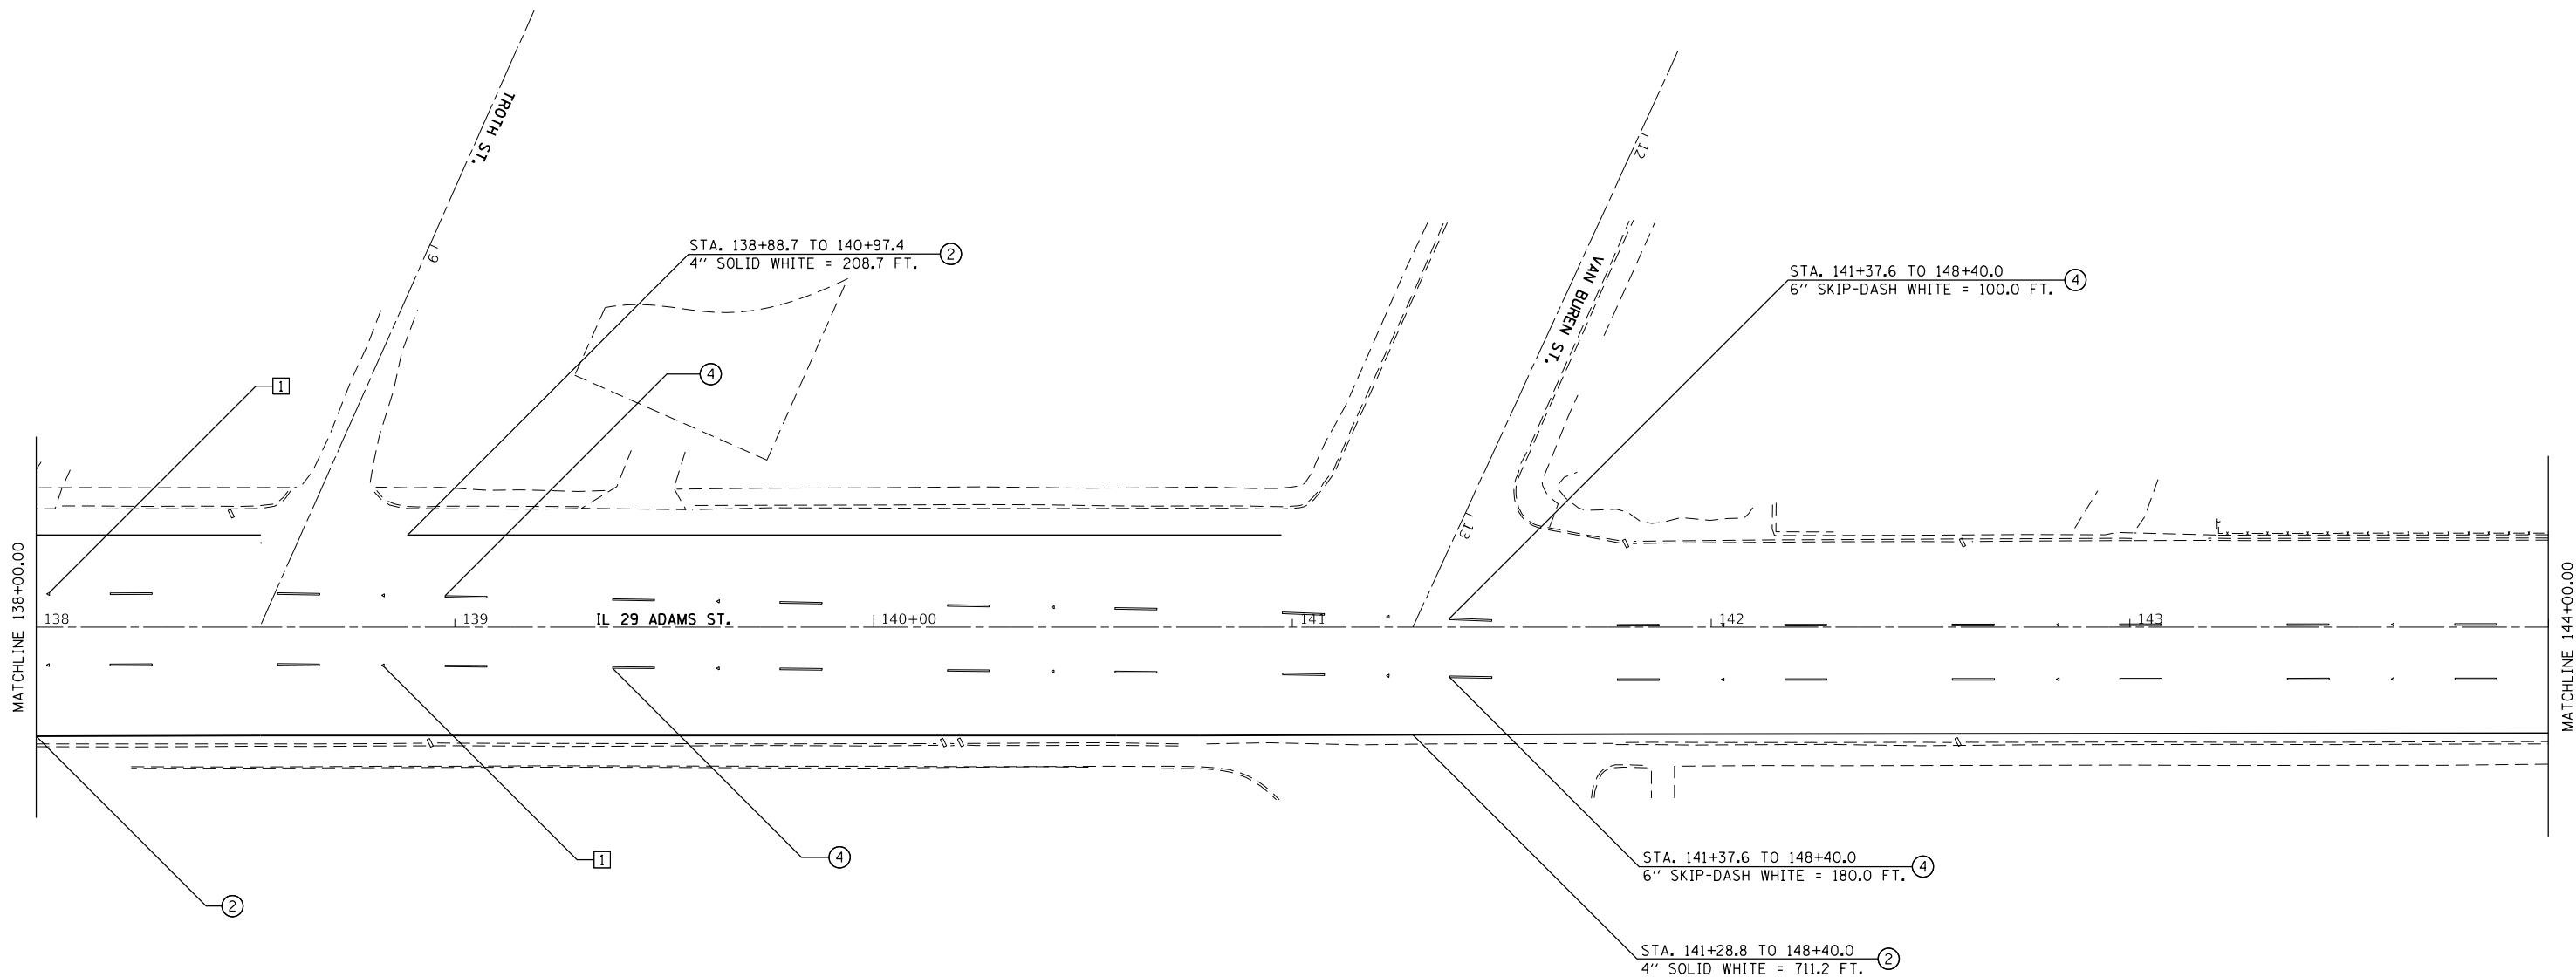 TROTH ST.
9
12
VAN BUREN ST.
13
STA. 138+88.7 TO 140+97.4
4'' SOLID WHITE = 208.7 FT.
2
STA. 141+37.6 TO 148+40.0
6'' SKIP-DASH WHITE = 100.0 FT.
4
4
1
MATCHLINE 138+00.00
138
139
IL 29 ADAMS ST.
140+00
141
142
143
MATCHLINE 144+00.00
1
4
2
STA. 141+37.6 TO 148+40.0
6'' SKIP-DASH WHITE = 180.0 FT.
4
STA. 141+28.8 TO 148+40.0
4'' SOLID WHITE = 711.2 FT.
2